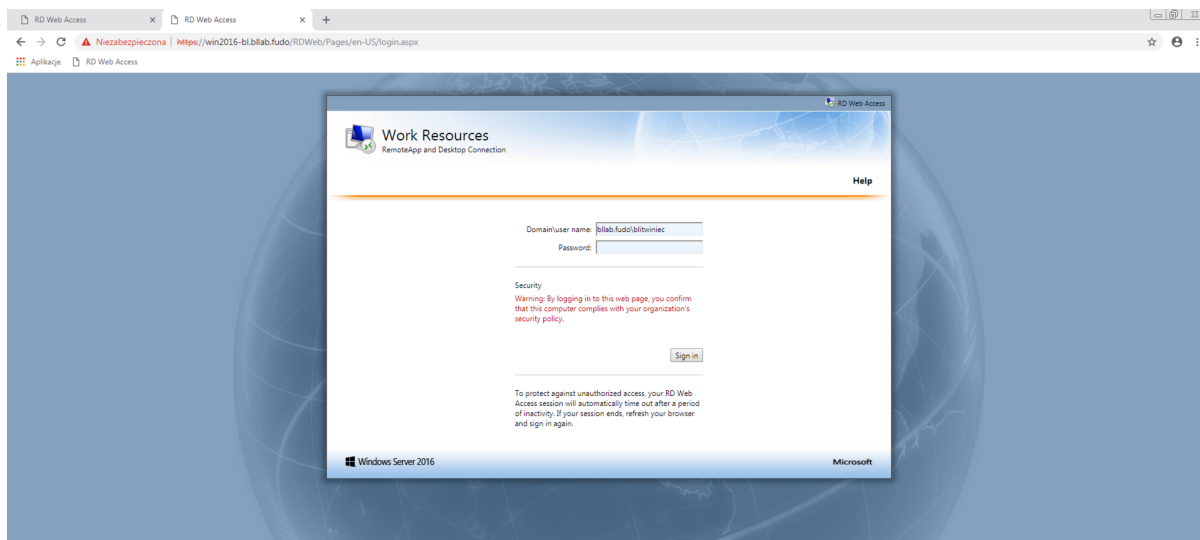 RD Web Access
RD Web Access
Niezabezpieczona | https://win2016-bl.bllab.fudo/RDWeb/Pages/en-US/login.aspx
Aplikacje RD Web Access
RD Web Access
Work Resources
RemoteApp and Desktop Connection
Help
Domain\user name: bllab.fudo\blitwiniec
Password:
Security
Warning: By logging in to this web page, you confirm
that this computer complies with your organization's
security policy.
Sign in
To protect against unauthorized access, your RD Web
Access session will automatically time out after a period
of inactivity. If your session ends, refresh your browser
and sign in again.
Windows Server 2016
Microsoft